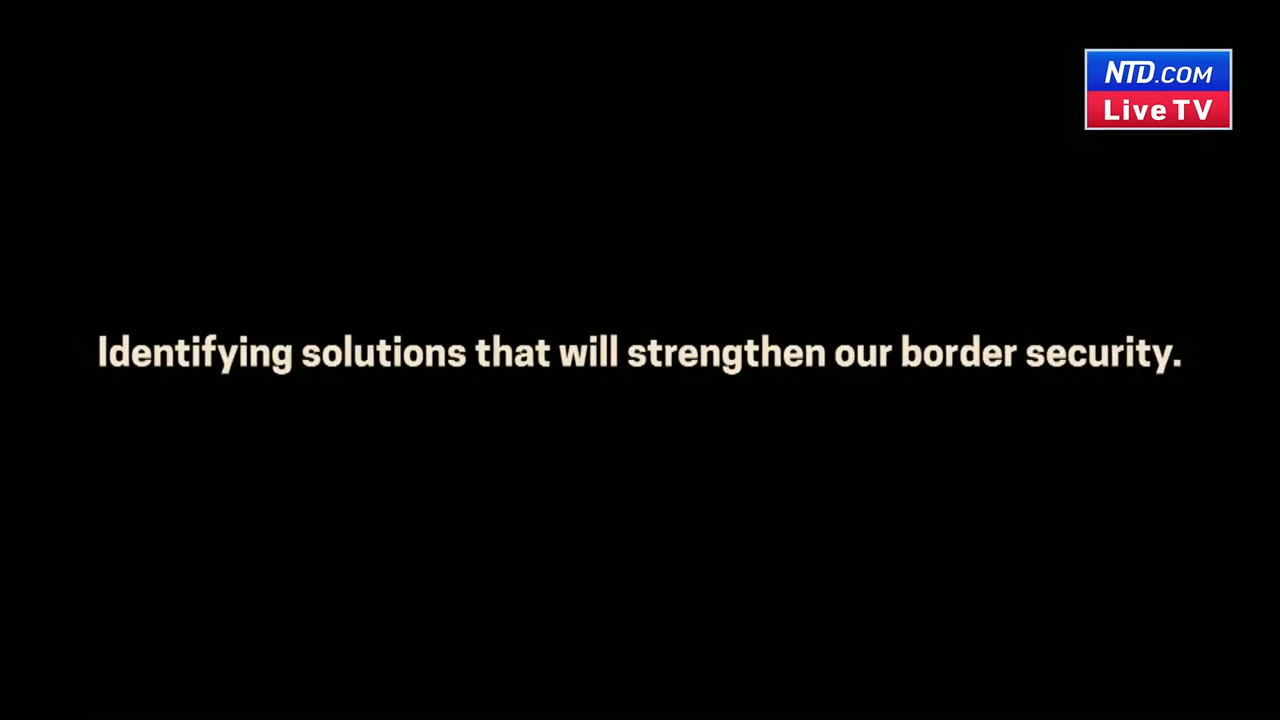 NTD.COM
Live TV
Identifying solutions that will strengthen our border security.